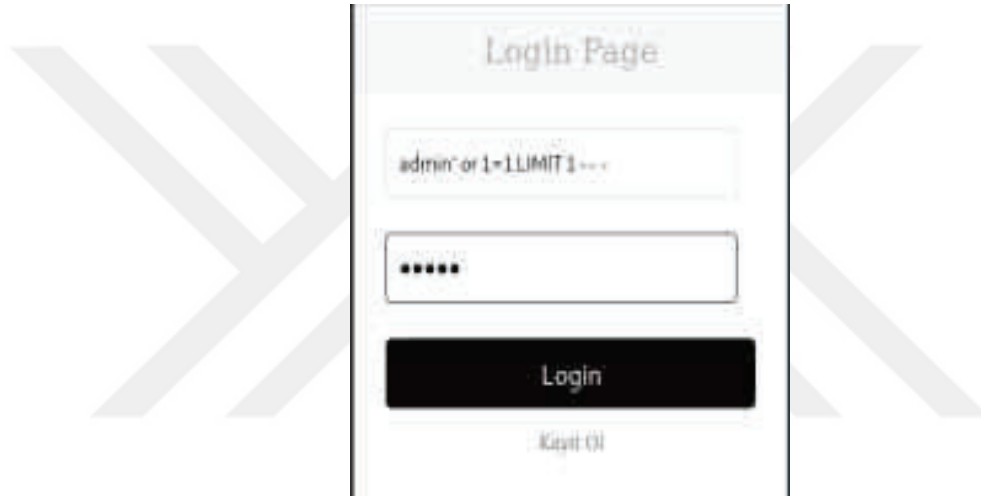 Login Page
admin' or 1=1 LIMIT 1 -- -
•••••
Login
Kayıt Ol